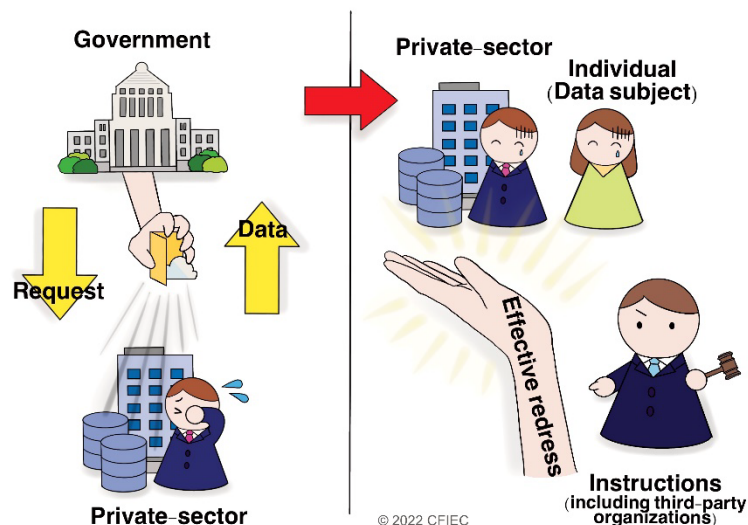 Government
Request
Data
Private-sector
Private-sector
Individual
(Data subject)
Effective redress
Instructions
(including third-party
organizations)
© 2022 CFIEC